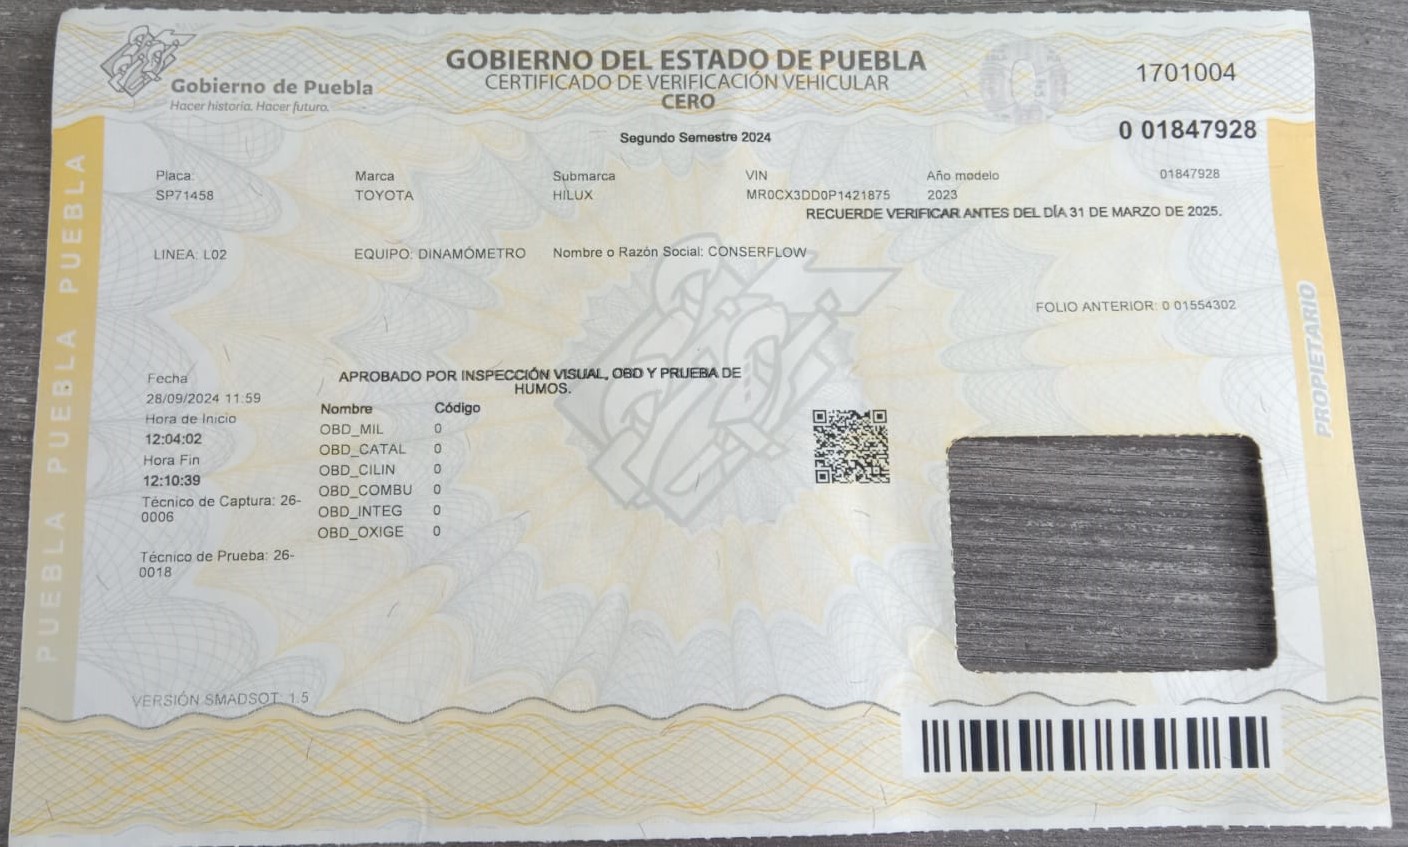 Gobierno de Puebla
Hacer historia. Hacer futuro.
GOBIERNO DEL ESTADO DE PUEBLA
CERTIFICADO DE VERIFICACIÓN VEHICULAR
CERO
1701004
0 01847928
Segundo Semestre 2024
Placa: Marca Submarca VIN Año modelo 01847928
SP71458 TOYOTA HILUX MR0CX3DD0P1421875 2023
RECUERDE VERIFICAR ANTES DEL DÍA 31 DE MARZO DE 2025.
LINEA: L02 EQUIPO: DINAMÓMETRO Nombre o Razón Social: CONSERFLOW
FOLIO ANTERIOR: 0 01554302
APROBADO POR INSPECCIÓN VISUAL, OBD Y PRUEBA DE
HUMOS.
Fecha
28/09/2024 11:59
Hora de Inicio
12:04:02
Hora Fin
12:10:39
Técnico de Captura: 26-
0006
Técnico de Prueba: 26-
0018
Nombre Código
OBD_MIL 0
OBD_CATAL 0
OBD_CILIN 0
OBD_COMBU 0
OBD_INTEG 0
OBD_OXIGE 0
VERSIÓN SMADSOT: 1.5
PUEBLA PUEBLA PUEBLA PUEBLA
PROPIETARIO